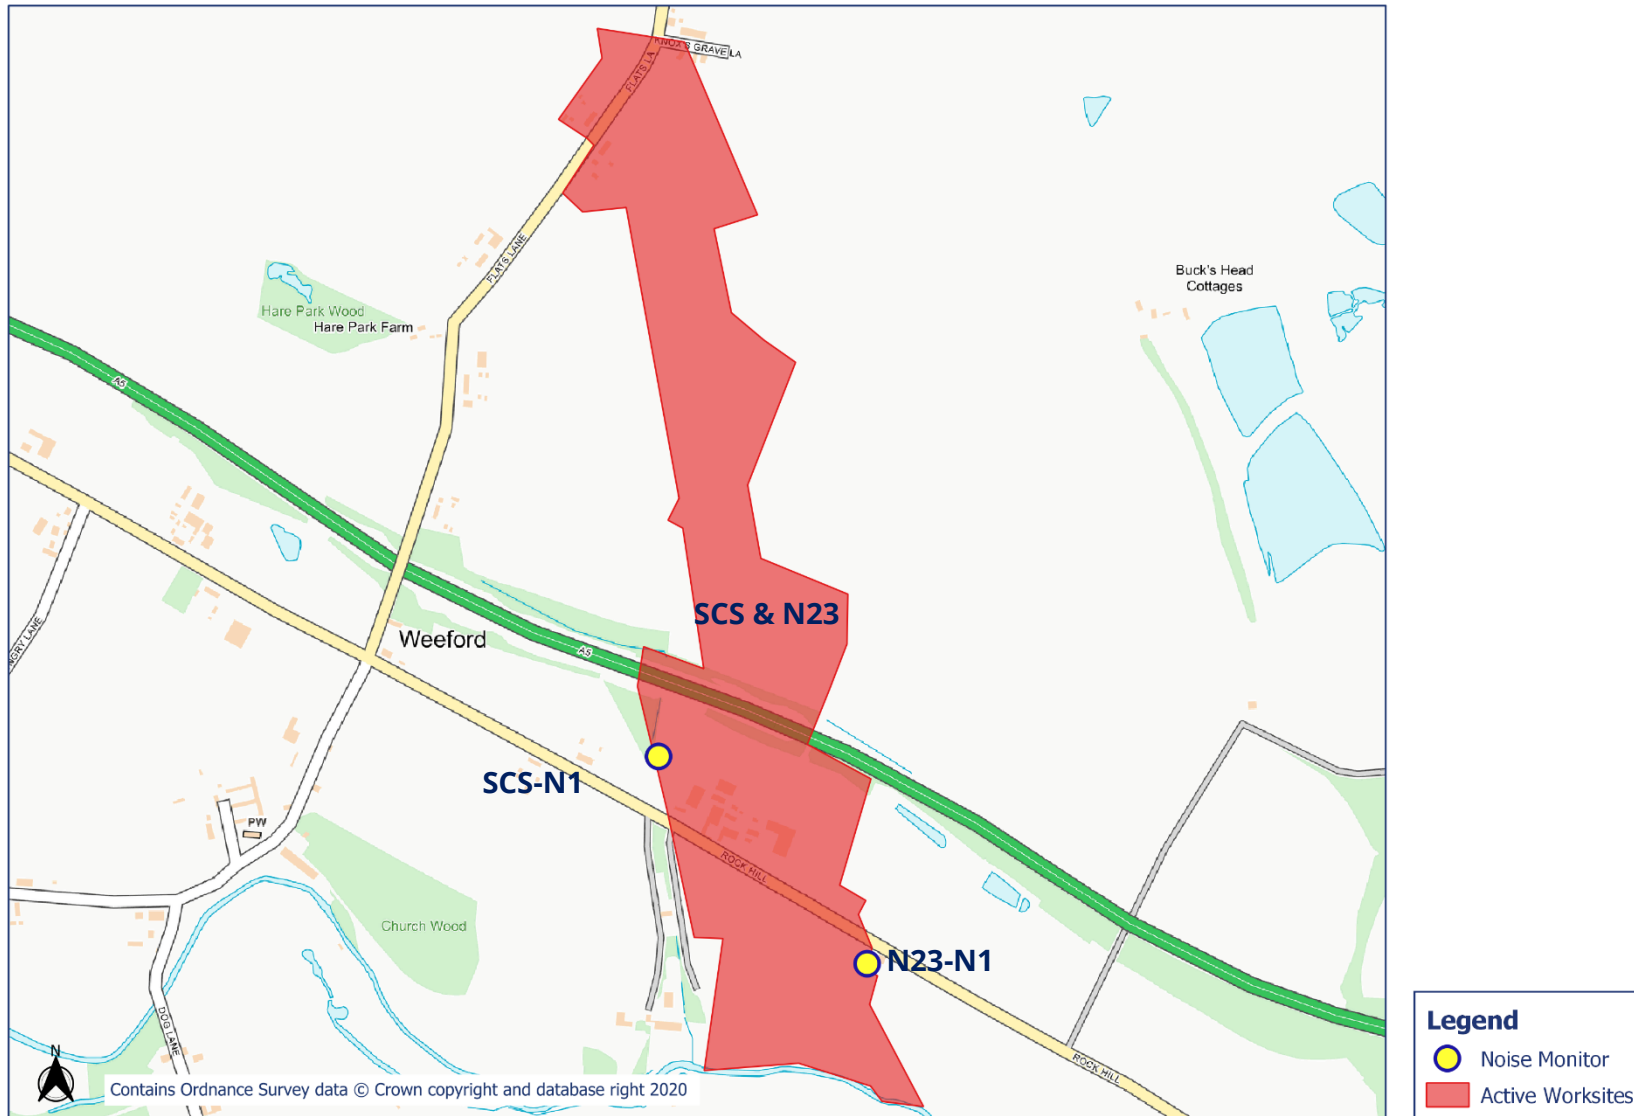 KNOX'S GRAVE LA
FLATS LA
FLATS LANE
Buck's Head
Cottages
Hare Park Wood
Hare Park Farm
A5
SCS & N23
Weeford
A5
NGRY LANE
SCS-N1
PW
ROCK HILL
Church Wood
N23-N1
DOG LANE
ROCK HILL
N
Contains Ordnance Survey data © Crown copyright and database right 2020
Legend
Noise Monitor
Active Worksites